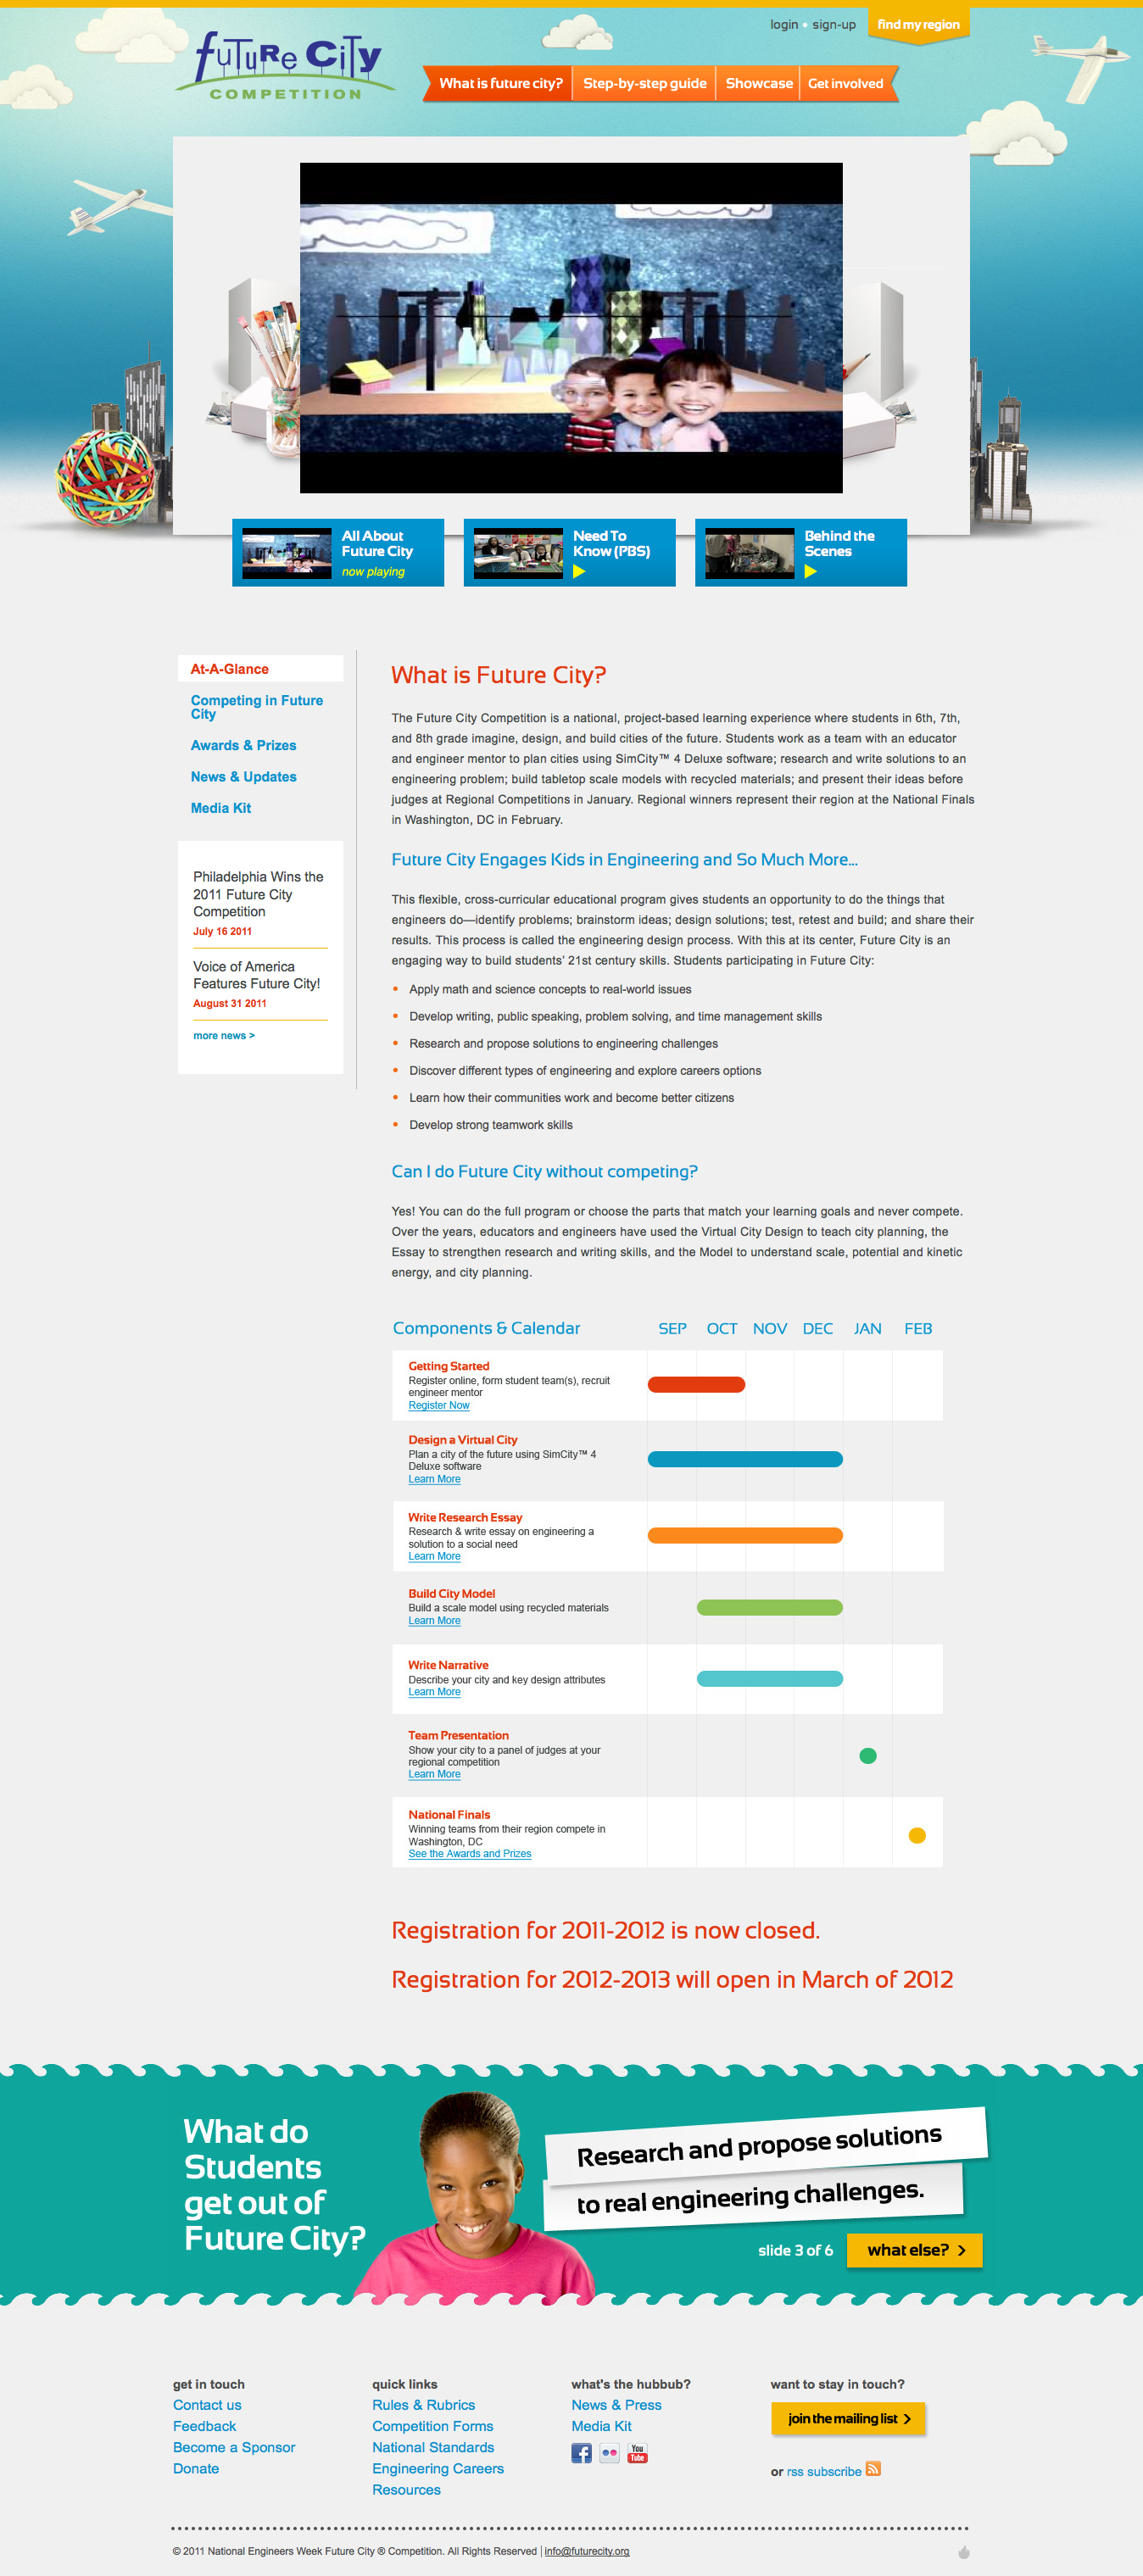 login • sign-up
find my region
FuTuRe CiTy
COMPETITION
What is future city?
Step-by-step guide
Showcase
Get involved
All About
Future City
now playing
Need To
Know (PBS)
Behind the
Scenes
At-A-Glance
Competing in Future
City
Awards & Prizes
News & Updates
Media Kit
Philadelphia Wins the
2011 Future City
Competition
July 16 2011
Voice of America
Features Future City!
August 31 2011
more news >
What is Future City?
The Future City Competition is a national, project-based learning experience where students in 6th, 7th,
and 8th grade imagine, design, and build cities of the future. Students work as a team with an educator
and engineer mentor to plan cities using SimCity™ 4 Deluxe software; research and write solutions to an
engineering problem; build tabletop scale models with recycled materials; and present their ideas before
judges at Regional Competitions in January. Regional winners represent their region at the National Finals
in Washington, DC in February.
Future City Engages Kids in Engineering and So Much More...
This flexible, cross-curricular educational program gives students an opportunity to do the things that
engineers do—identify problems; brainstorm ideas; design solutions; test, retest and build; and share their
results. This process is called the engineering design process. With this at its center, Future City is an
engaging way to build students' 21st century skills. Students participating in Future City:
• Apply math and science concepts to real-world issues
• Develop writing, public speaking, problem solving, and time management skills
• Research and propose solutions to engineering challenges
• Discover different types of engineering and explore careers options
• Learn how their communities work and become better citizens
• Develop strong teamwork skills
Can I do Future City without competing?
Yes! You can do the full program or choose the parts that match your learning goals and never compete.
Over the years, educators and engineers have used the Virtual City Design to teach city planning, the
Essay to strengthen research and writing skills, and the Model to understand scale, potential and kinetic
energy, and city planning.
Components & Calendar SEP OCT NOV DEC JAN FEB
Getting Started
Register online, form student team(s), recruit
engineer mentor
Register Now
Design a Virtual City
Plan a city of the future using SimCity™ 4
Deluxe software
Learn More
Write Research Essay
Research & write essay on engineering a
solution to a social need
Learn More
Build City Model
Build a scale model using recycled materials
Learn More
Write Narrative
Describe your city and key design attributes
Learn More
Team Presentation
Show your city to a panel of judges at your
regional competition
Learn More
National Finals
Winning teams from their region compete in
Washington, DC
See the Awards and Prizes
Registration for 2011-2012 is now closed.
Registration for 2012-2013 will open in March of 2012
What do
Students
get out of
Future City?
Research and propose solutions
to real engineering challenges.
slide 3 of 6
what else? >
get in touch
Contact us
Feedback
Become a Sponsor
Donate
quick links
Rules & Rubrics
Competition Forms
National Standards
Engineering Careers
Resources
what's the hubbub?
News & Press
Media Kit
You
Tube
want to stay in touch?
join the mailing list >
or rss subscribe
© 2011 National Engineers Week Future City ® Competition. All Rights Reserved | info@futurecity.org